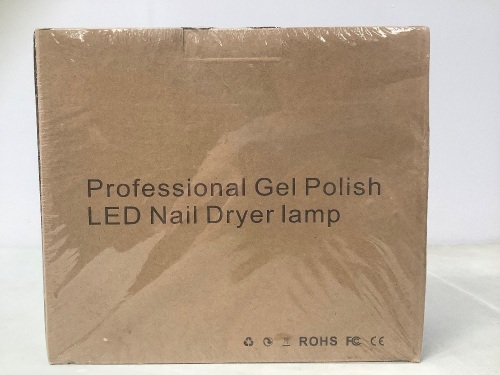 Professional Gel Polish
LED Nail Dryer lamp
ROHS FC CE